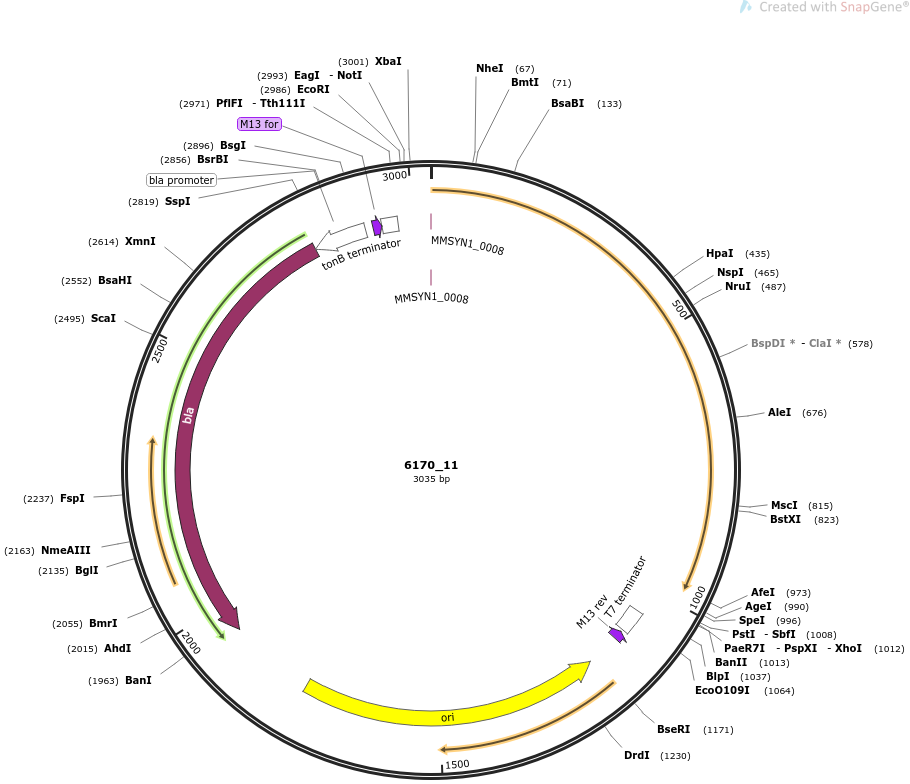 Created with SnapGene®
(3001) XbaI
(2993) EagI - NotI
(2986) EcoRI
(2971) PflFI - Tth111I
M13 for
(2896) BsgI
(2856) BsrBI
bla promoter
(2819) SspI
(2614) XmnI
(2552) BsaHI
(2495) ScaI
(2237) FspI
(2163) NmeAIII
(2135) BglI
(2055) BmrI
(2015) AhdI
(1963) BanI
NheI (67)
BmtI (71)
BsaBI (133)
HpaI (435)
NspI (465)
NruI (487)
BspDI * - ClaI * (578)
AleI (676)
MscI (815)
BstXI (823)
AfeI (973)
AgeI (990)
SpeI (996)
PstI - SbfI (1008)
PaeR7I - PspXI - XhoI (1012)
BanII (1013)
BlpI (1037)
EcoO109I (1064)
BseRI (1171)
DrdI (1230)
3000
500
1000
1500
2000
2500
tonB terminator
MMSYN1_0008
MMSYN1_0008
bla
6170_11
3035 bp
M13 rev
T7 terminator
ori